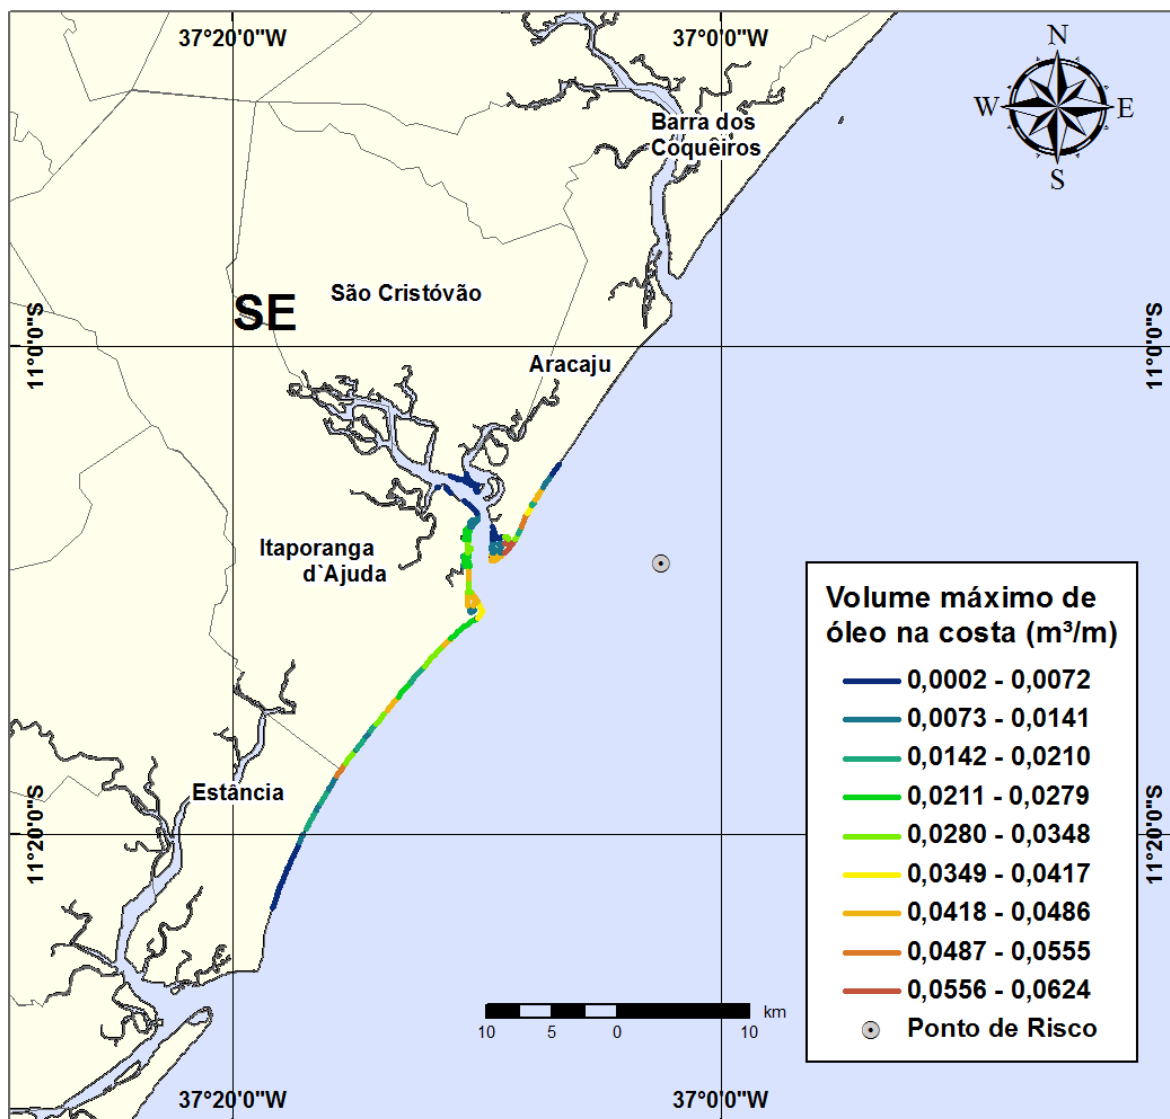 37°20'0"W
37°0'0"W
N
W
E
S
Barra dos
Coquêiros
São Cristóvão
SE
11°0'0"S
11°0'0"S
Aracaju
Itaporanga
d`Ajuda
Estância
11°20'0"S
11°20'0"S
Volume máximo de
óleo na costa (m³/m)
0,0002 - 0,0072
0,0073 - 0,0141
0,0142 - 0,0210
0,0211 - 0,0279
0,0280 - 0,0348
0,0349 - 0,0417
0,0418 - 0,0486
0,0487 - 0,0555
0,0556 - 0,0624
Ponto de Risco
km
10 5 0 10
37°20'0"W
37°0'0"W